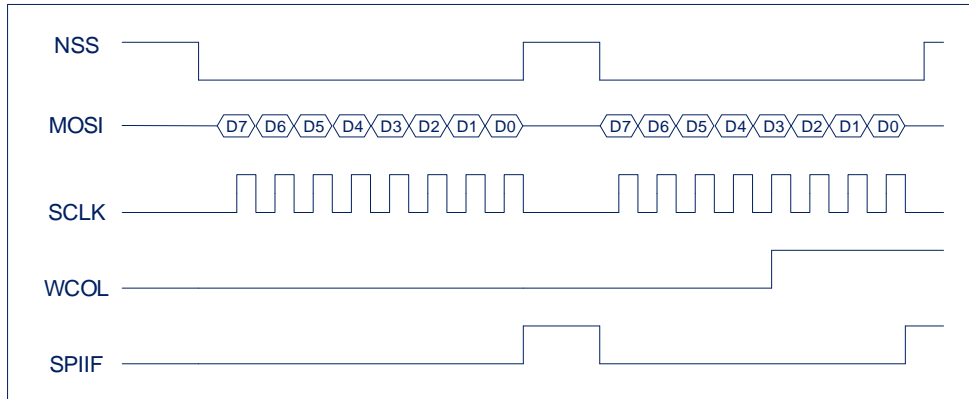 NSS
MOSI D7 D6 D5 D4 D3 D2 D1 D0 D7 D6 D5 D4 D3 D2 D1 D0
SCLK
WCOL
SPIIF